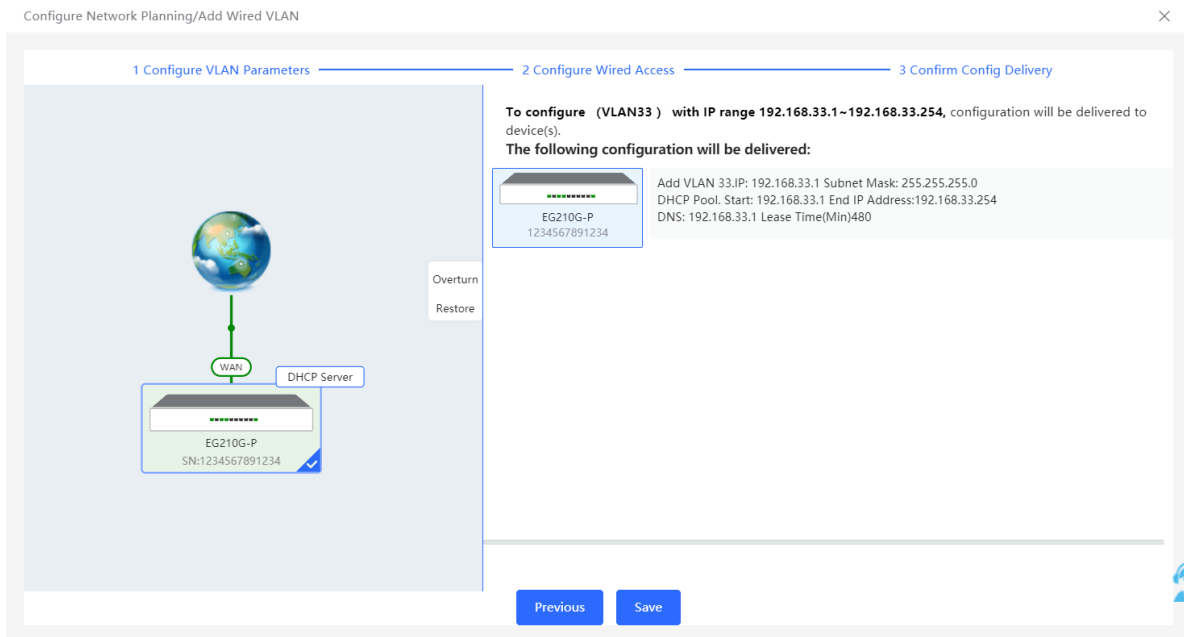 Configure Network Planning/Add Wired VLAN
1 Configure VLAN Parameters
2 Configure Wired Access
3 Confirm Config Delivery
Overturn
Restore
WAN
DHCP Server
EG210G-P
SN:1234567891234
To configure （VLAN33 ） with IP range 192.168.33.1~192.168.33.254, configuration will be delivered to
device(s).
The following configuration will be delivered:
EG210G-P
1234567891234
Add VLAN 33.IP: 192.168.33.1 Subnet Mask: 255.255.255.0
DHCP Pool. Start: 192.168.33.1 End IP Address:192.168.33.254
DNS: 192.168.33.1 Lease Time(Min)480
Previous
Save